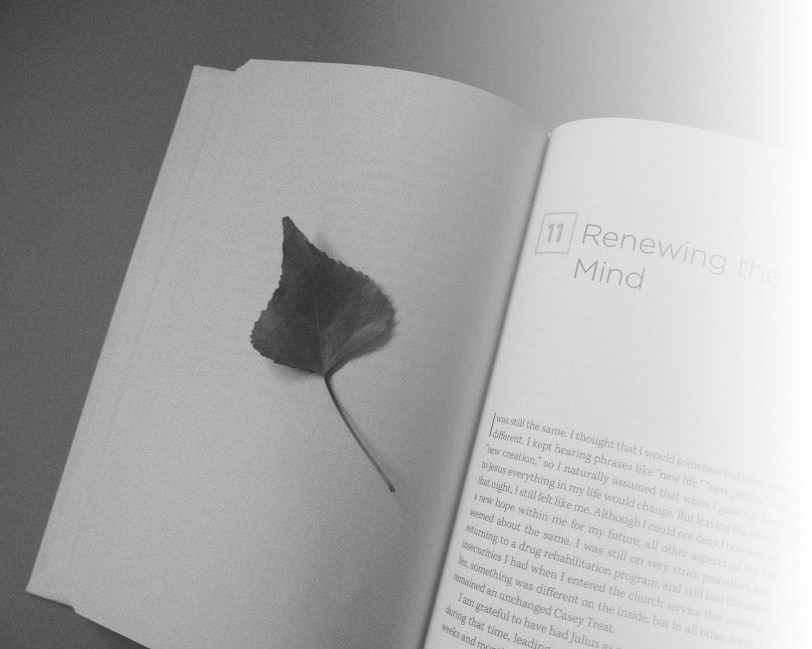 11 Renewing the
Mind
I was still the same. I thought that I would somehow feel completely
different. I kept hearing phrases like "new life," "new person," and
"new creation," so I naturally assumed that when I gave my heart
to Jesus everything in my life would change. But leaving the church
that night, I still felt like me. Although I could not deny I now sensed
a new hope within me for my future, all other aspects of my life
seemed about the same. I was still on very strict probation, still
returning to a drug rehabilitation program, and still had the same
insecurities I had when I entered the church service that evening.
Yes, something was different on the inside, but in all other areas, I
remained an unchanged Casey Treat.
I am grateful to have had Julius as
during that time, leading
weeks and